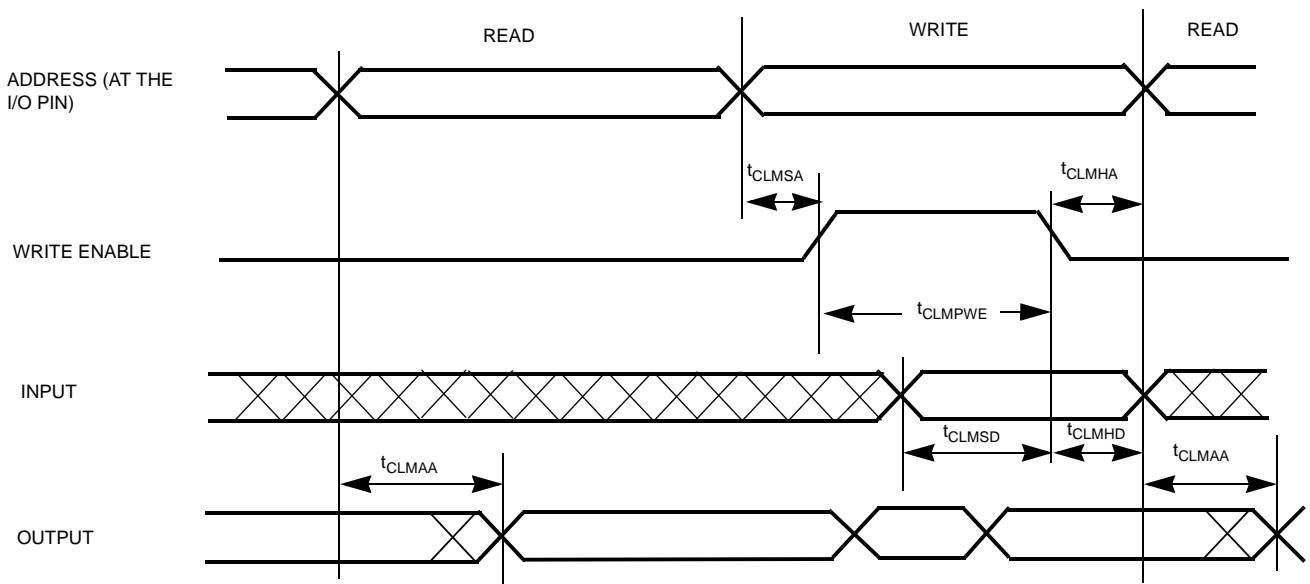 READ
WRITE
READ
ADDRESS (AT THE
I/O PIN)
tCLMSA
tCLMHA
WRITE ENABLE
tCLMPWE
INPUT
tCLMSD
tCLMHD
tCLMAA
tCLMAA
OUTPUT